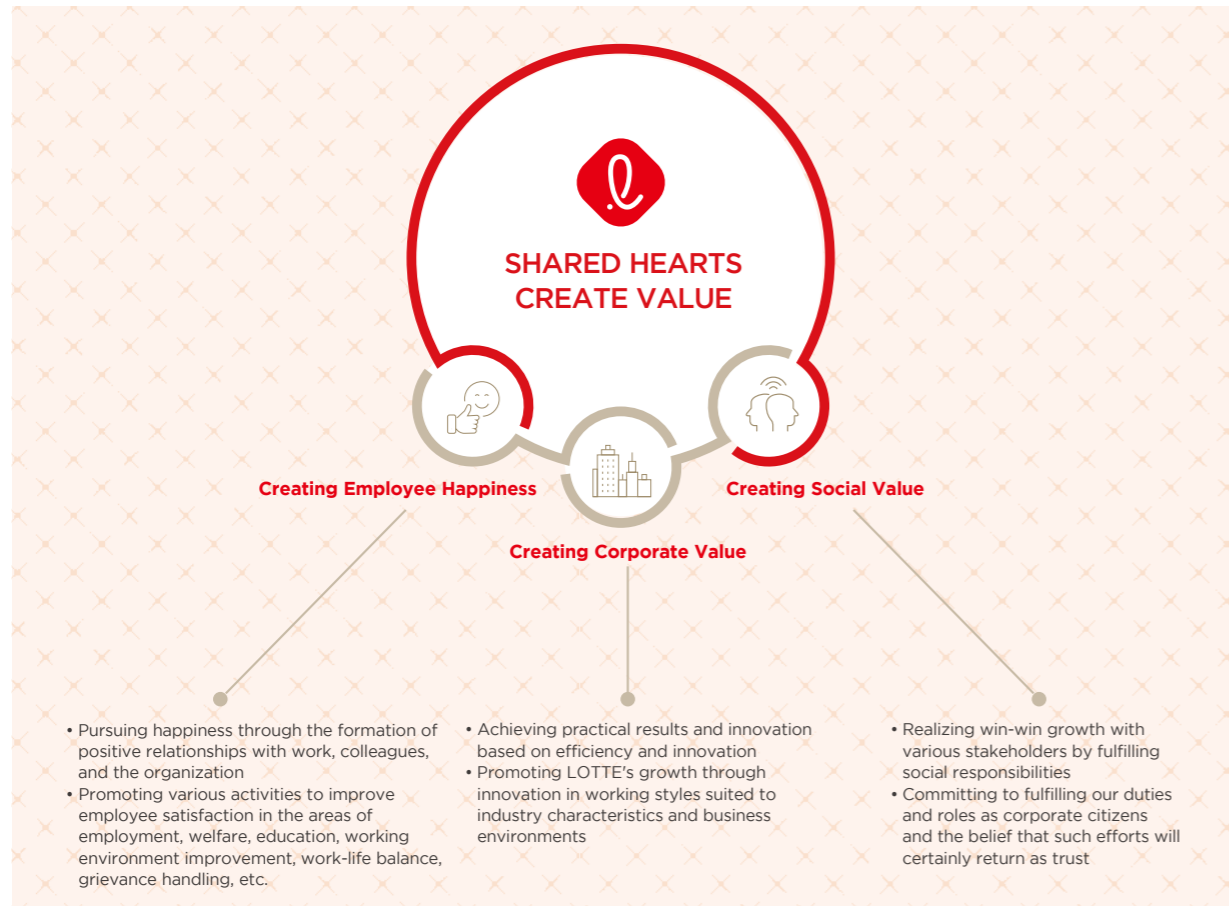 SHARED HEARTS
CREATE VALUE
Creating Employee Happiness
Creating Social Value
Creating Corporate Value
• Pursuing happiness through the formation of
positive relationships with work, colleagues,
and the organization
• Promoting various activities to improve
employee satisfaction in the areas of
employment, welfare, education, working
environment improvement, work-life balance,
grievance handling, etc.
• Achieving practical results and innovation
based on efficiency and innovation
• Promoting LOTTE's growth through
innovation in working styles suited to
industry characteristics and business
environments
• Realizing win-win growth with
various stakeholders by fulfilling
social responsibilities
• Committing to fulfilling our duties
and roles as corporate citizens
and the belief that such efforts will
certainly return as trust